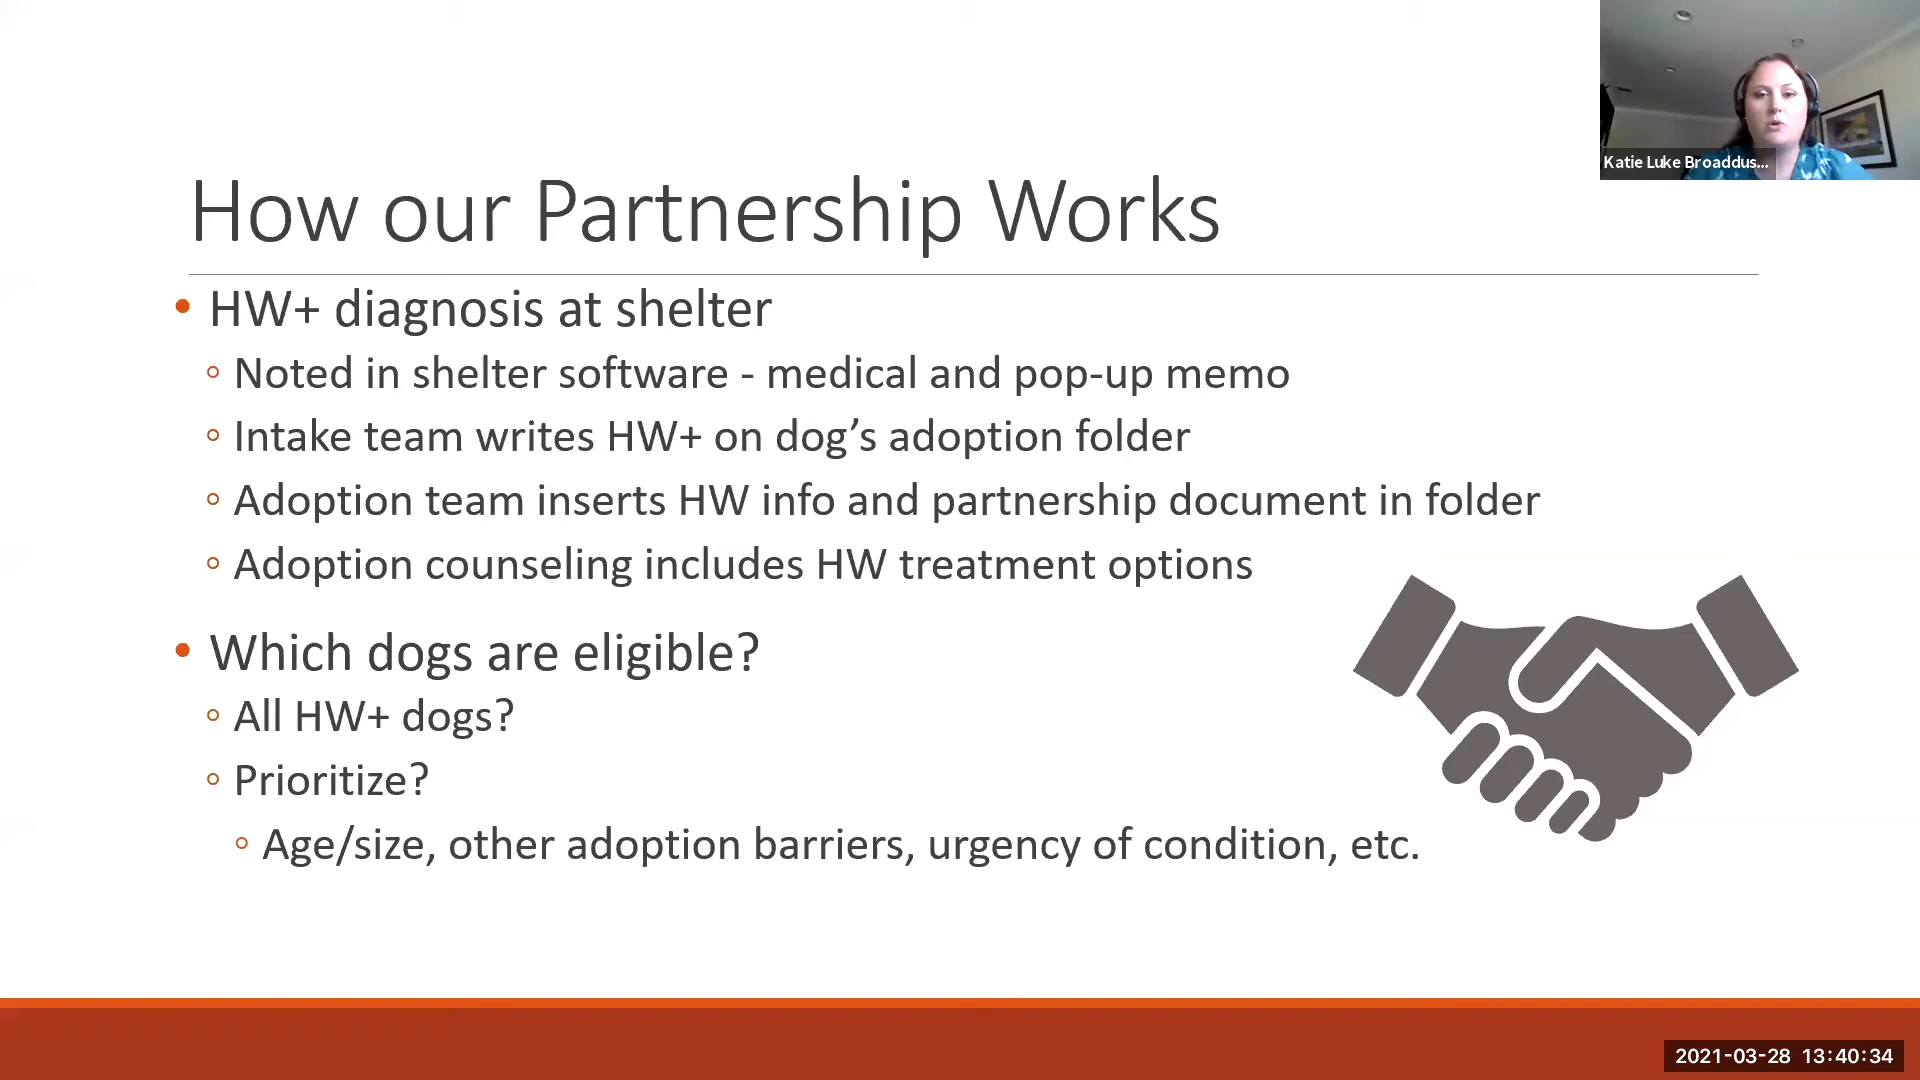 Katie Luke Broaddus...
How our Partnership Works
• HW+ diagnosis at shelter
◦ Noted in shelter software - medical and pop-up memo
◦ Intake team writes HW+ on dog’s adoption folder
◦ Adoption team inserts HW info and partnership document in folder
◦ Adoption counseling includes HW treatment options
• Which dogs are eligible?
◦ All HW+ dogs?
◦ Prioritize?
◦ Age/size, other adoption barriers, urgency of condition, etc.
2021-03-28 13:40:34